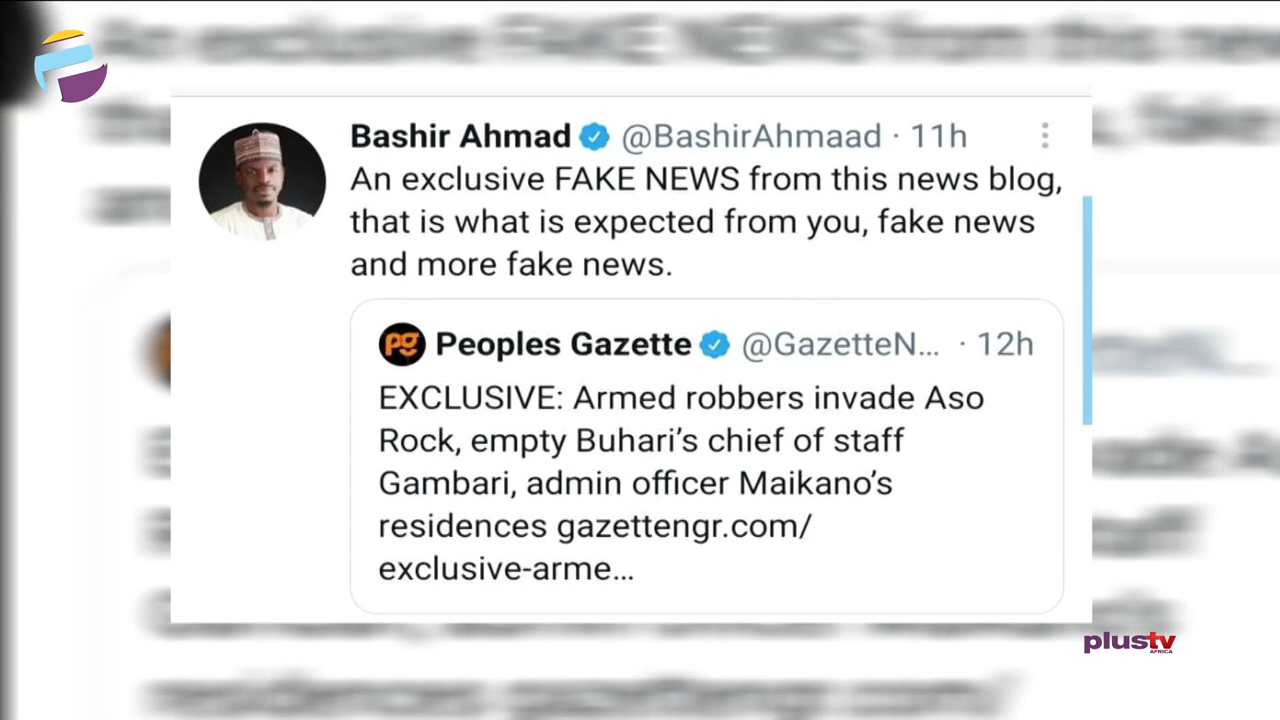 Bashir Ahmad @BashirAhmaad · 11h
An exclusive FAKE NEWS from this news blog,
that is what is expected from you, fake news
and more fake news.
pg Peoples Gazette @GazetteN... · 12h
EXCLUSIVE: Armed robbers invade Aso
Rock, empty Buhari’s chief of staff
Gambari, admin officer Maikano’s
residences gazettengr.com/
exclusive-arme...
plustv
AFRICA